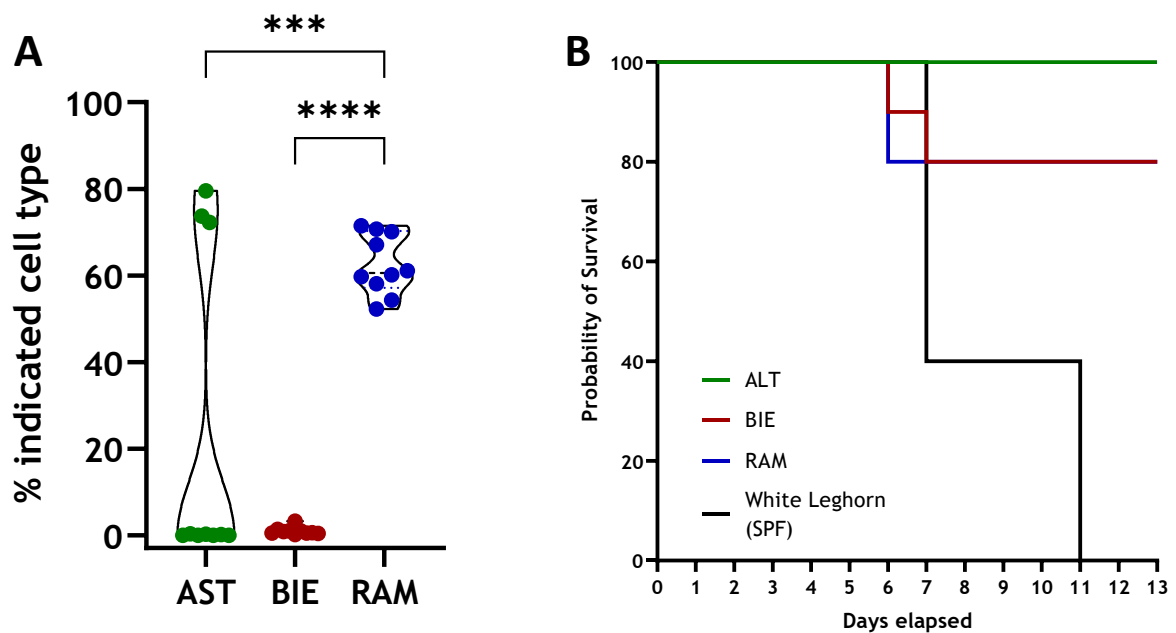 A
***
****
% indicated cell type
100
80
60
40
20
0
AST BIE RAM
B
Probability of Survival
100
80
60
40
20
0
ALT
BIE
RAM
White Leghorn
(SPF)
0 1 2 3 4 5 6 7 8 9 10 11 12 13
Days elapsed